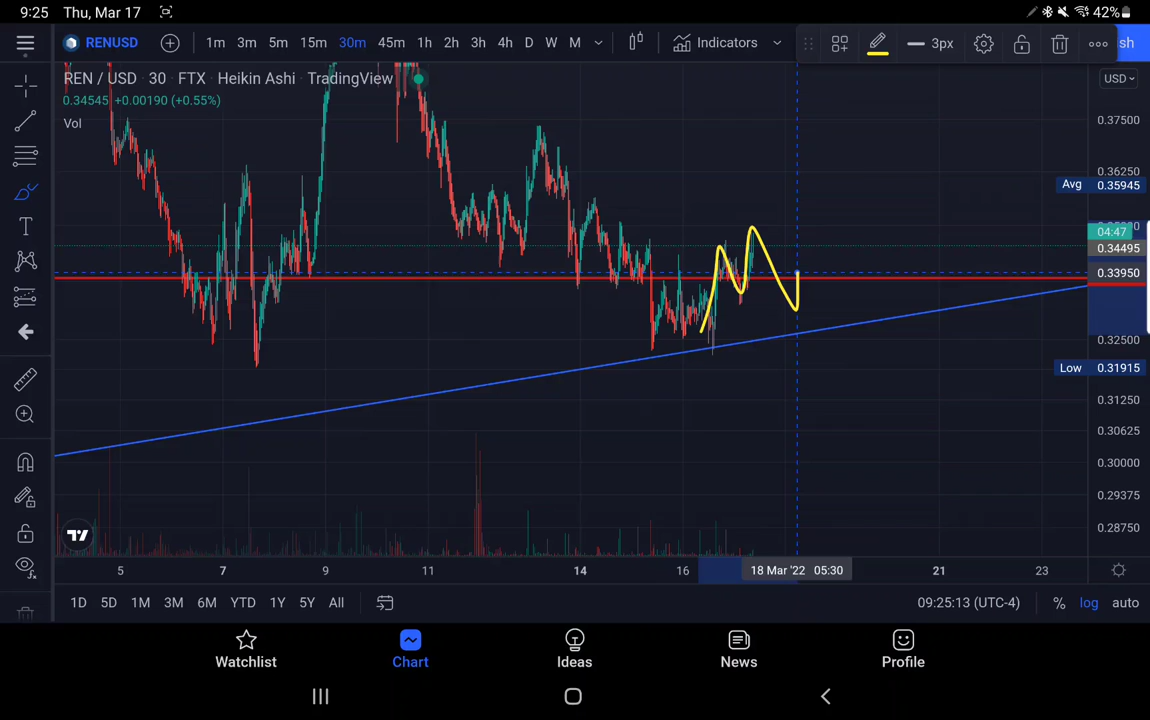 9:25 Thu, Mar 17 42%
RENUSD 1m 3m 5m 15m 30m 45m 1h 2h 3h 4h D W M Indicators 3px sh
REN / USD · 30 · FTX · Heikin Ashi · TradingView USD
0.34545 +0.00190 (+0.55%)
Vol
0.37500
0.36250
Avg 0.35945
04:47
0.34495
0.33950
0.32500
Low 0.31915
0.31250
0.30625
0.30000
0.29375
0.28750
5 7 9 11 14 16 18 Mar '22 05:30 21 23
1D 5D 1M 3M 6M YTD 1Y 5Y All 09:25:13 (UTC-4) % log auto
Watchlist Chart Ideas News Profile